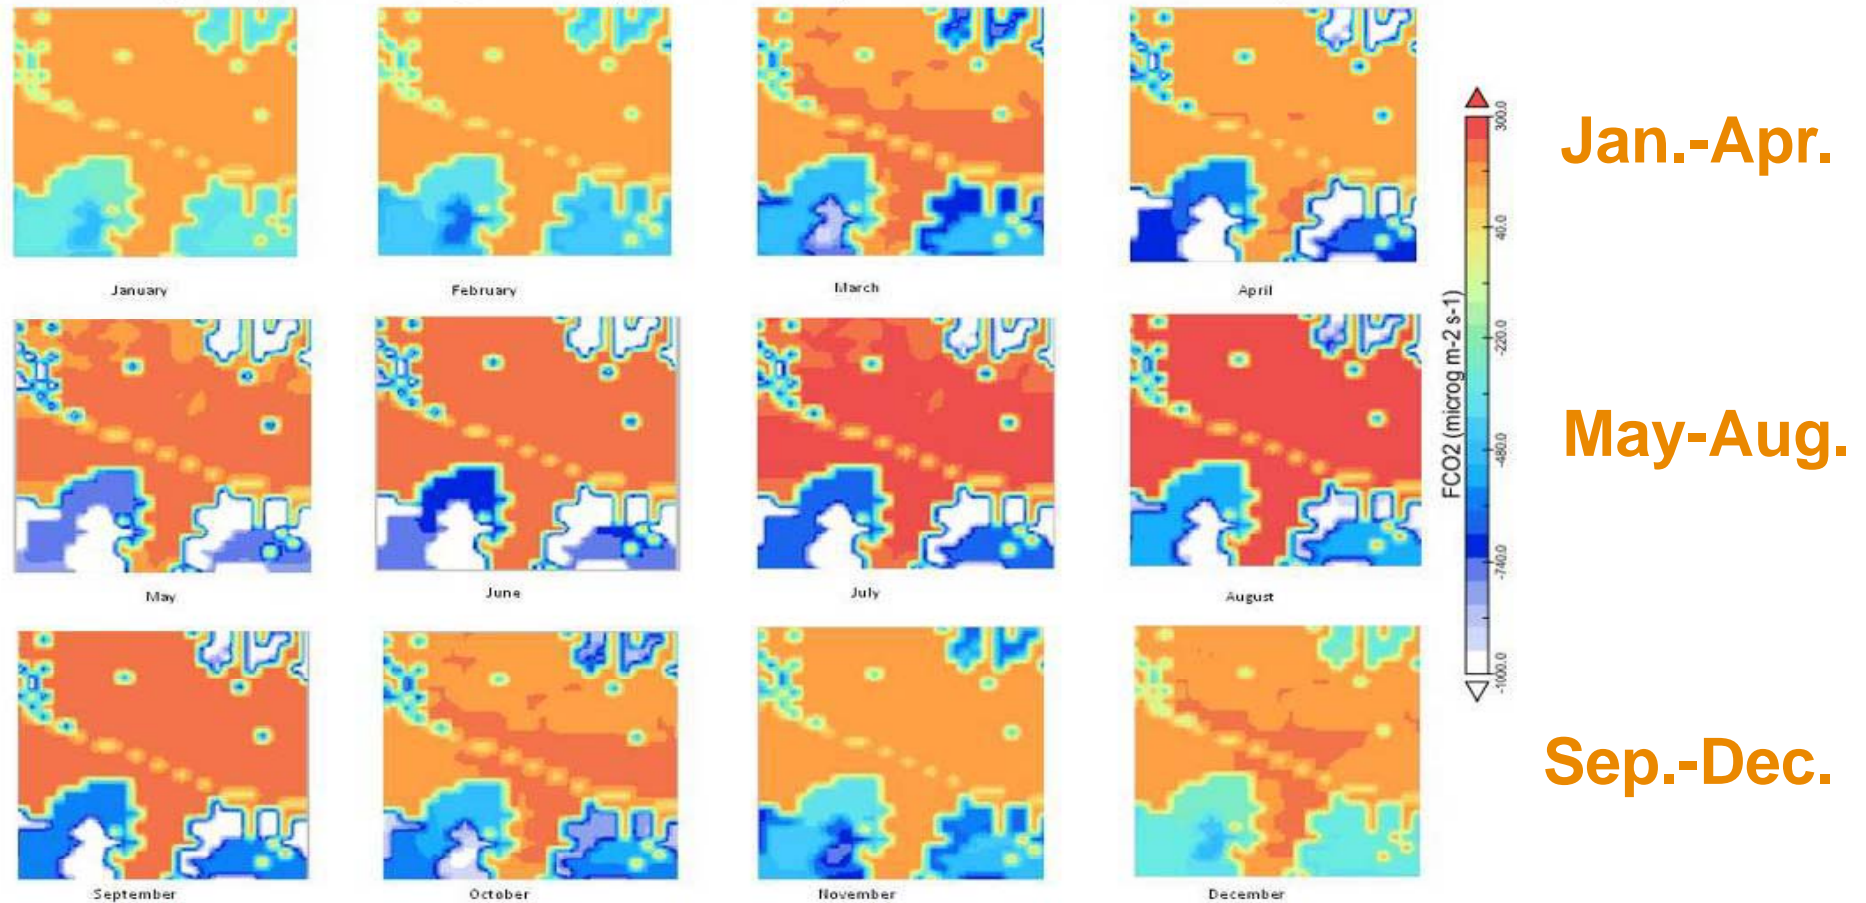 January
February
March
April
Jan.-Apr.
May
June
July
August
May-Aug.
September
October
November
December
Sep.-Dec.
FCO2 (microg m-2 s-1)
300.0
40.0
-220.0
-480.0
-740.0
-1000.0